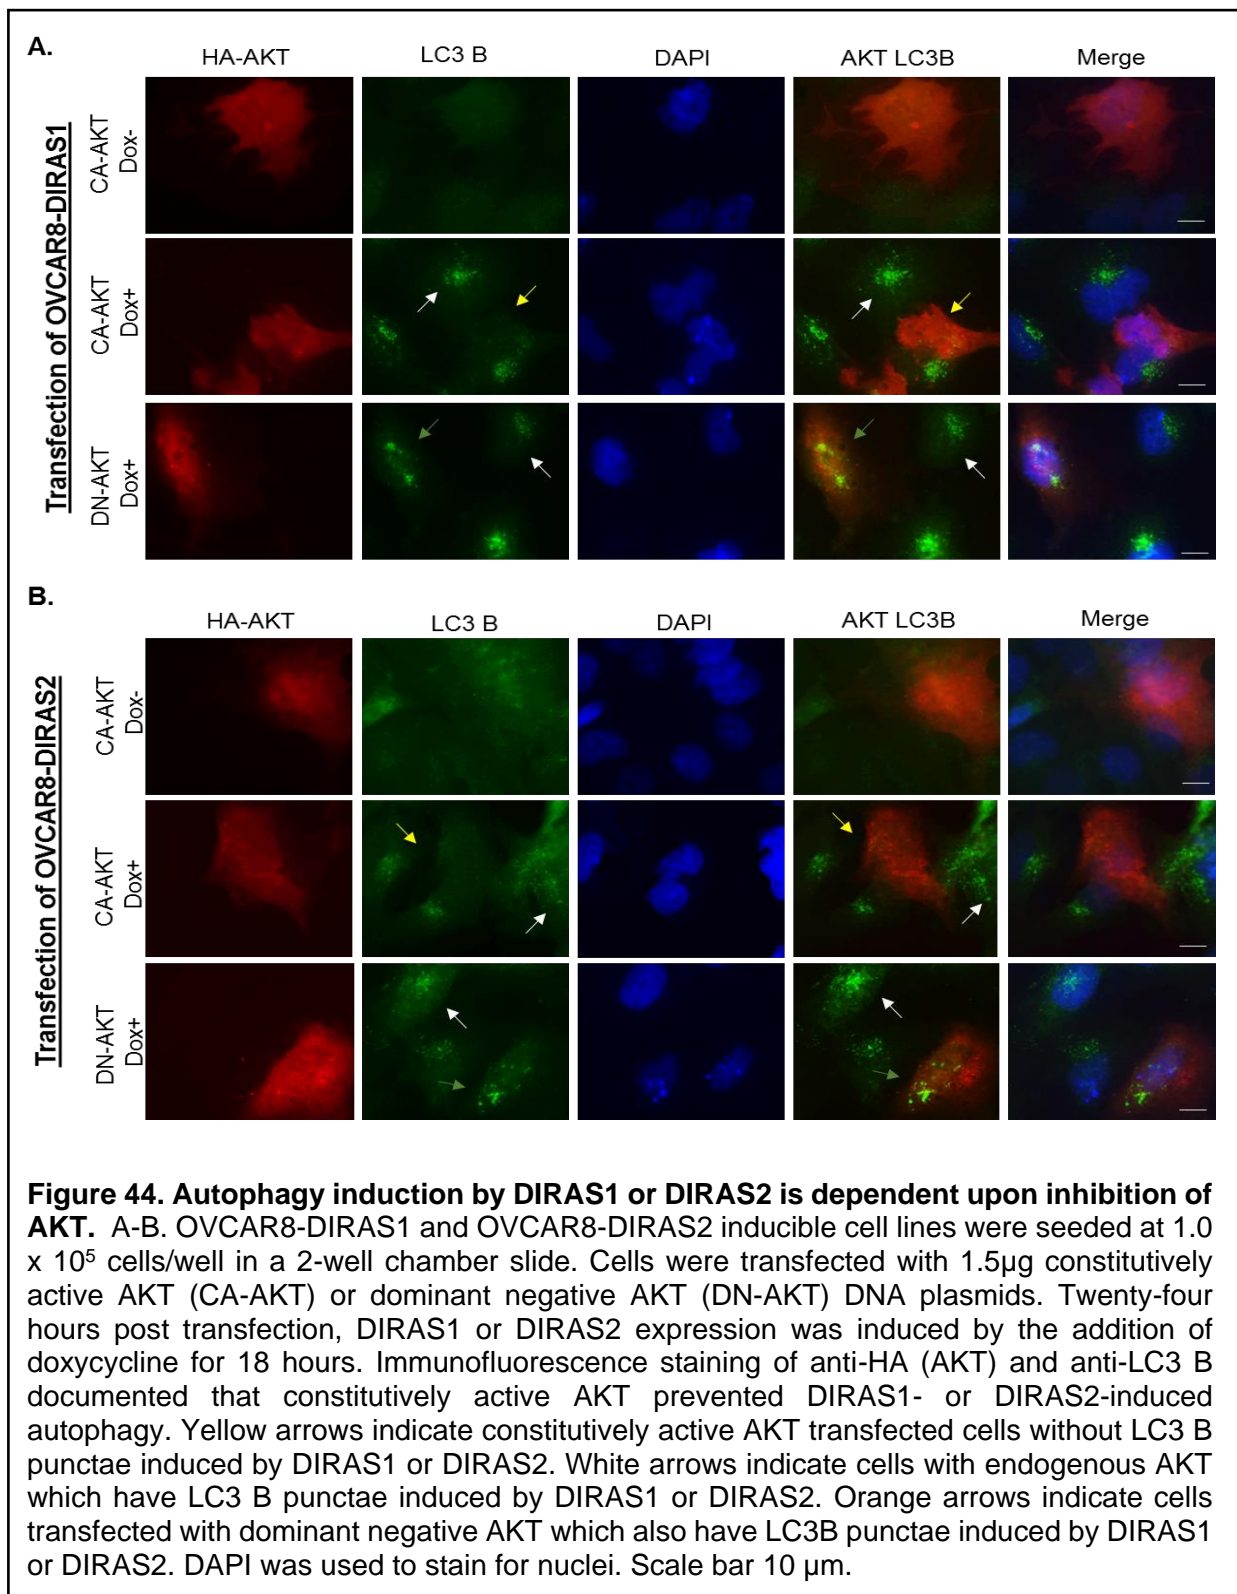 A.
HA-AKT LC3 B DAPI AKT LC3B Merge
Transfection of OVCAR8-DIRAS1
CA-AKT
Dox-
CA-AKT
Dox+
DN-AKT
Dox+
B.
HA-AKT LC3 B DAPI AKT LC3B Merge
Transfection of OVCAR8-DIRAS2
CA-AKT
Dox-
CA-AKT
Dox+
DN-AKT
Dox+
Figure 44. Autophagy induction by DIRAS1 or DIRAS2 is dependent upon inhibition of
AKT. A-B. OVCAR8-DIRAS1 and OVCAR8-DIRAS2 inducible cell lines were seeded at 1.0
x 10⁵ cells/well in a 2-well chamber slide. Cells were transfected with 1.5µg constitutively
active AKT (CA-AKT) or dominant negative AKT (DN-AKT) DNA plasmids. Twenty-four
hours post transfection, DIRAS1 or DIRAS2 expression was induced by the addition of
doxycycline for 18 hours. Immunofluorescence staining of anti-HA (AKT) and anti-LC3 B
documented that constitutively active AKT prevented DIRAS1- or DIRAS2-induced
autophagy. Yellow arrows indicate constitutively active AKT transfected cells without LC3 B
punctae induced by DIRAS1 or DIRAS2. White arrows indicate cells with endogenous AKT
which have LC3 B punctae induced by DIRAS1 or DIRAS2. Orange arrows indicate cells
transfected with dominant negative AKT which also have LC3B punctae induced by DIRAS1
or DIRAS2. DAPI was used to stain for nuclei. Scale bar 10 µm.